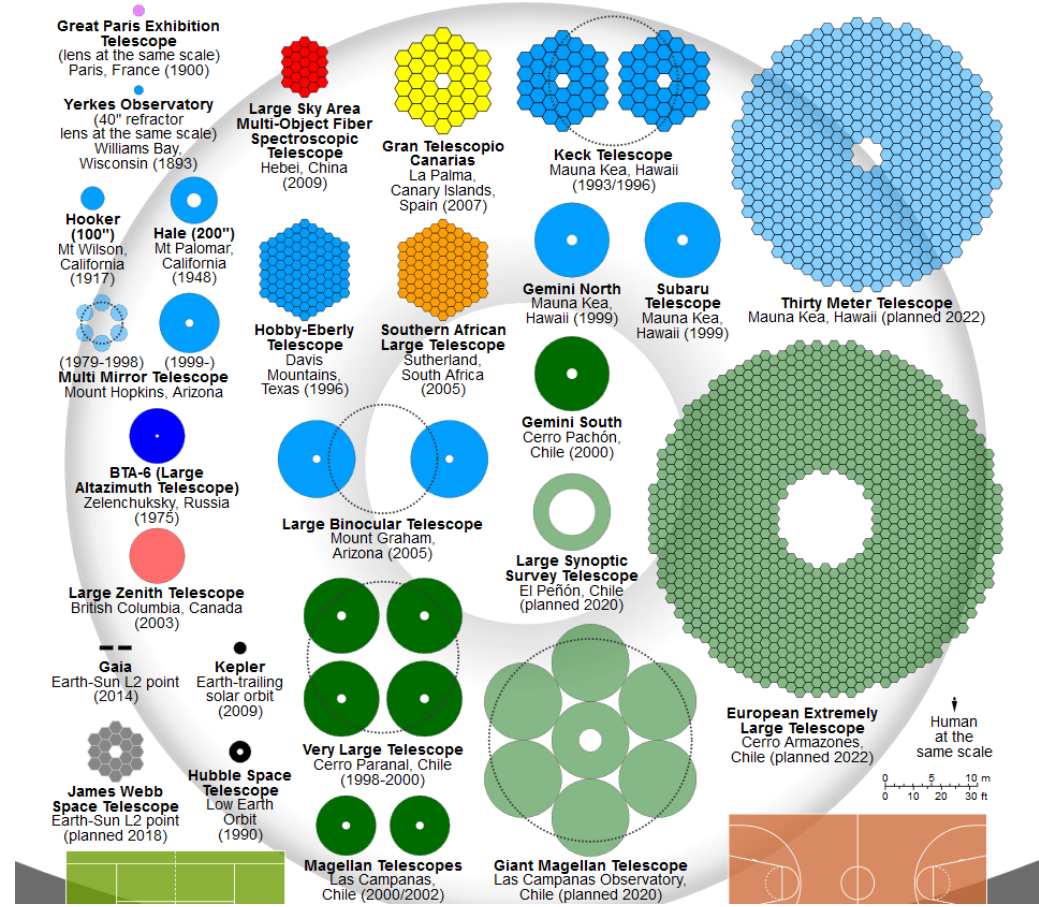 Great Paris Exhibition
Telescope
(lens at the same scale)
Paris, France (1900)
Yerkes Observatory
(40" refractor
lens at the same scale)
Williams Bay,
Wisconsin (1893)
Hooker
(100")
Mt Wilson,
California
(1917)
Hale (200")
Mt Palomar,
California
(1948)
(1979-1998)
(1999-)
Multi Mirror Telescope
Mount Hopkins, Arizona
BTA-6 (Large
Altazimuth Telescope)
Zelenchuksky, Russia
(1975)
Large Zenith Telescope
British Columbia, Canada
(2003)
Gaia
Earth-Sun L2 point
(2014)
Kepler
Earth-trailing
solar orbit
(2009)
James Webb
Space Telescope
Earth-Sun L2 point
(planned 2018)
Hubble Space
Telescope
Low Earth
Orbit
(1990)
Large Sky Area
Multi-Object Fiber
Spectroscopic
Telescope
Hebei, China
(2009)
Gran Telescopio
Canarias
La Palma,
Canary Islands,
Spain (2007)
Keck Telescope
Mauna Kea, Hawaii
(1993/1996)
Hobby-Eberly
Telescope
Davis
Mountains,
Texas (1996)
Southern African
Large Telescope
Sutherland,
South Africa
(2005)
Gemini North
Mauna Kea,
Hawaii (1999)
Subaru
Telescope
Mauna Kea,
Hawaii (1999)
Thirty Meter Telescope
Mauna Kea, Hawaii (planned 2022)
Gemini South
Cerro Pachón,
Chile (2000)
Large Binocular Telescope
Mount Graham,
Arizona (2005)
Large Synoptic
Survey Telescope
El Peñón, Chile
(planned 2020)
Very Large Telescope
Cerro Paranal, Chile
(1998-2000)
Magellan Telescopes
Las Campanas,
Chile (2000/2002)
Giant Magellan Telescope
Las Campanas Observatory,
Chile (planned 2020)
European Extremely
Large Telescope
Cerro Armazones,
Chile (planned 2022)
Human
at the
same scale
0 5 10 m
0 10 20 30 ft